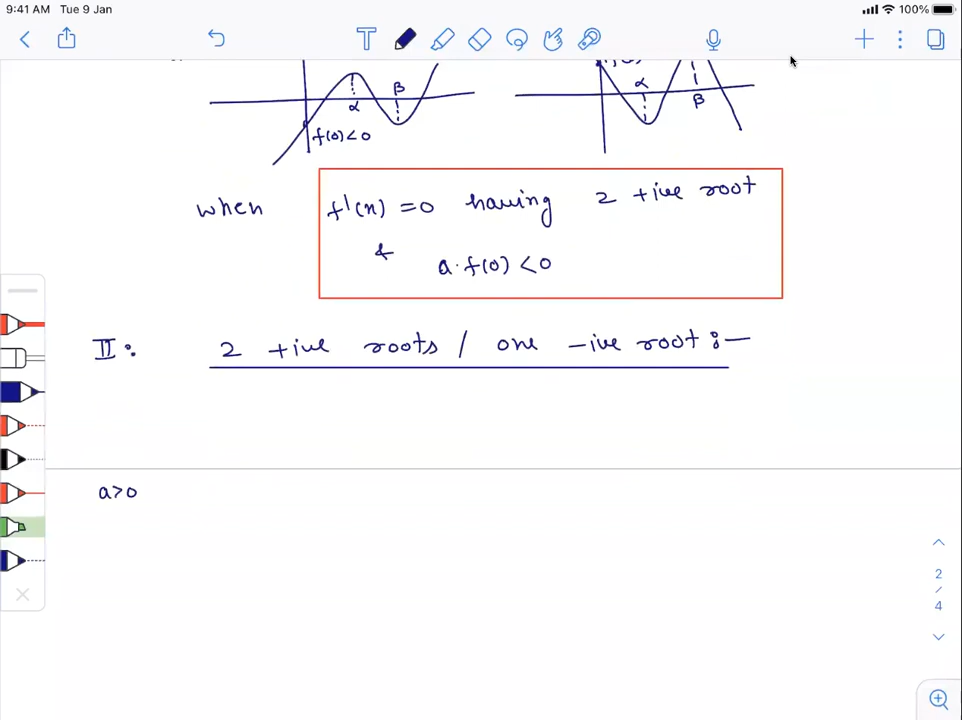 9:41 AM Tue 9 Jan
100%
T
β
α
α
β
f(0)<0
when f'(x) =0 having 2 +ive root
& a·f(0) <0
II:. 2 +ive roots / one -ive root :-
a>0
2
/
4